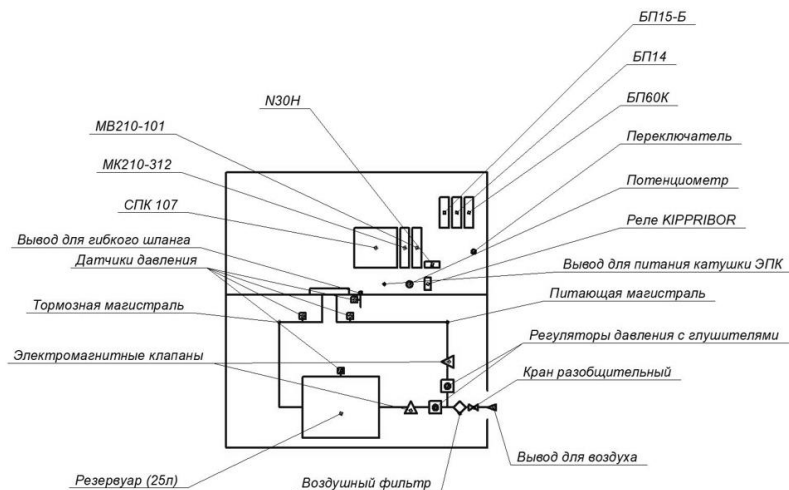 БП15-Б
БП14
N30H
БП60К
МВ210-101
Переключатель
МК210-312
Потенциометр
СПК 107
Реле KIPPRIBOR
Вывод для гибкого шланга
Вывод для питания катушки ЭПК
Датчики давления
Тормозная магистраль
Питающая магистраль
Регуляторы давления с глушителями
Электромагнитные клапаны
Кран разобщительный
Вывод для воздуха
Резервуар (25л)
Воздушный фильтр